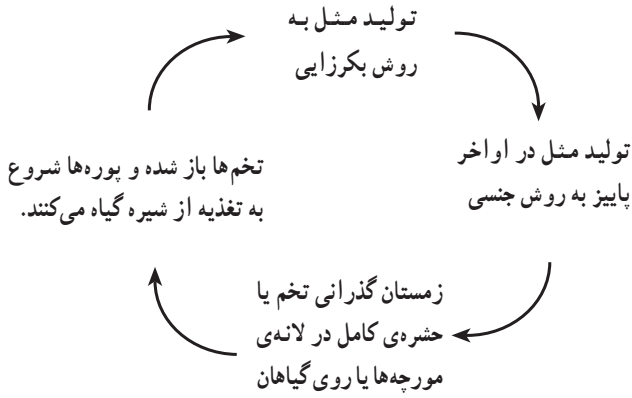 تولید مثل به
روش بکرزایی
تولید مثل در اواخر
پاییز به روش جنسی
زمستان گذرانی تخم یا
حشره‌ی کامل در لانه‌ی
مورچه‌ها یا روی گیاهان
تخم‌ها باز شده و پوره‌ها شروع
به تغذیه از شیره گیاه می‌کنند.